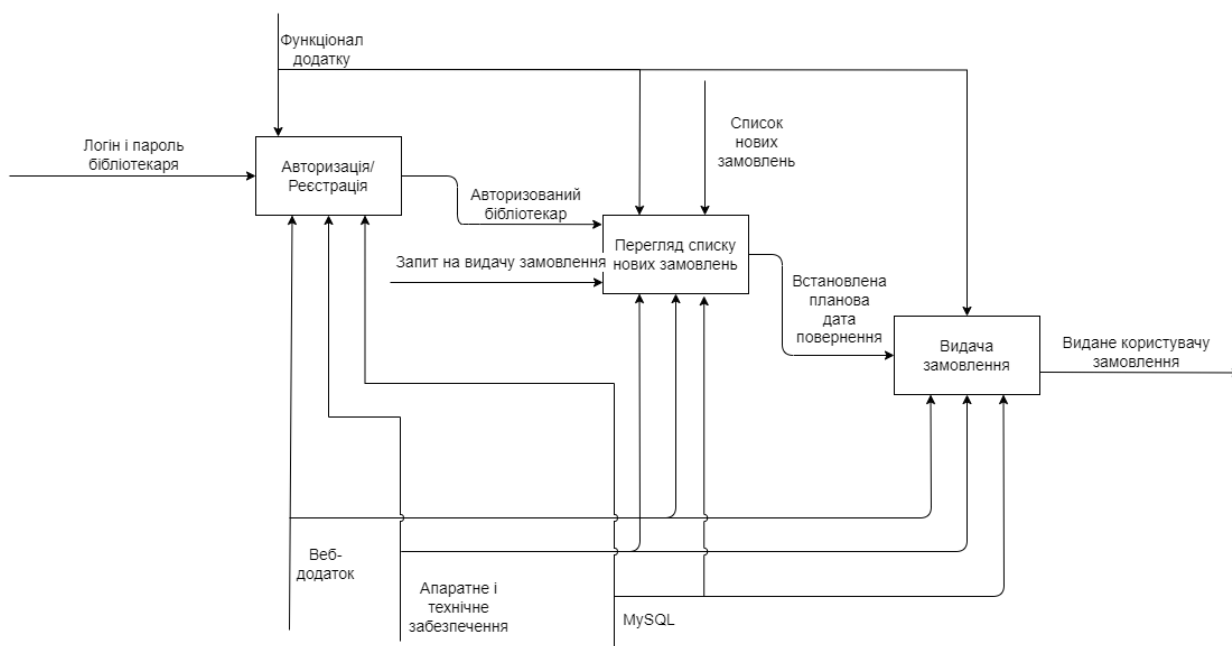 Функціонал
додатку
Список
нових
замовлень
Логін і пароль
бібліотекаря
Авторизація/
Реєстрація
Авторизований
бібліотекар
Запит на видачу замовлення
Перегляд списку
нових замовлень
Встановлена
планова
дата
повернення
Видача
замовлення
Видане користувачу
замовлення
Веб-
додаток
Апаратне і
технічне
забезпечення
MySQL